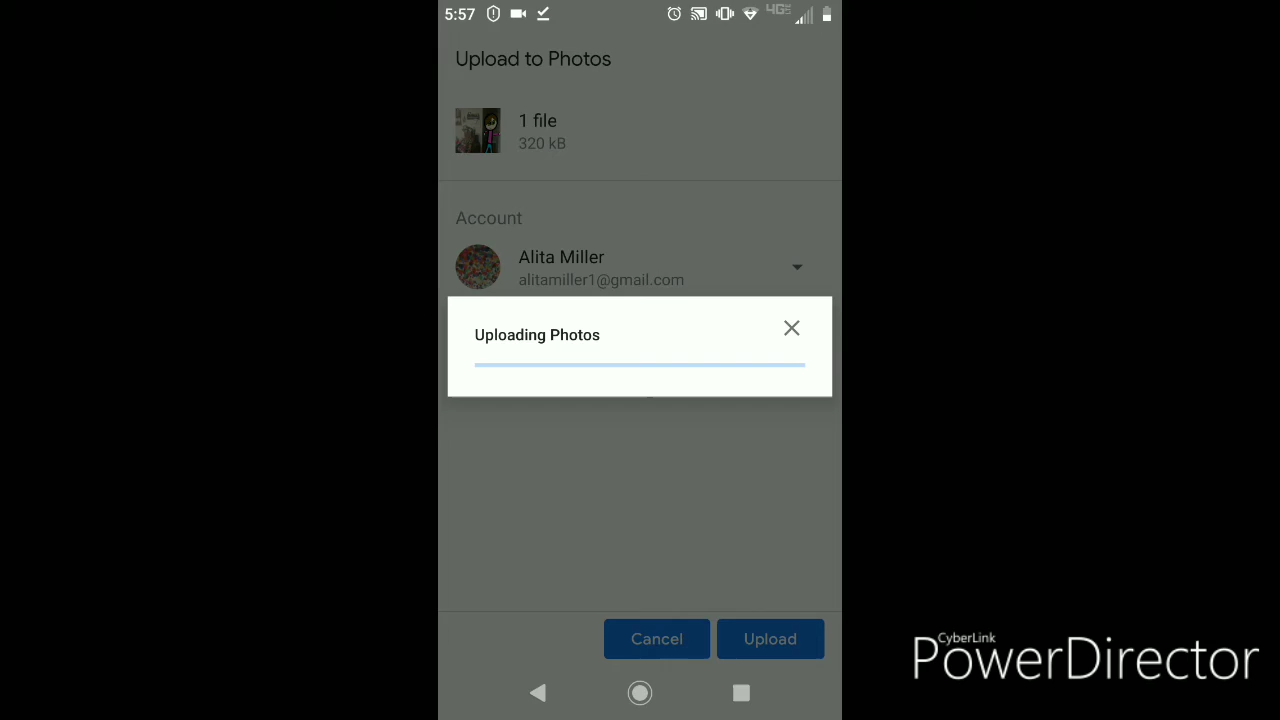 5:57
4G
Upload to Photos
1 file
320 kB
Account
Alita Miller
alitamiller1@gmail.com
Uploading Photos
Cancel
Upload
CyberLink
PowerDirector